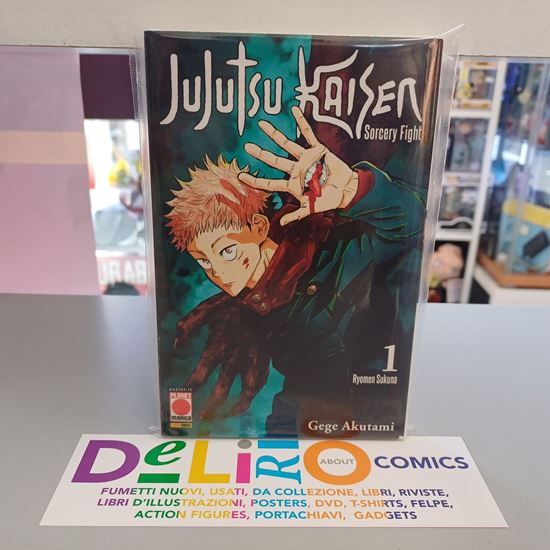 JUJUTSU KAISEN
Sorcery Fight
1
Ryomen Sukuna
PLANET
manga
Gege Akutami
DeLiRiO ABOUT COMICS
FUMETTI NUOVI, USATI, DA COLLEZIONE, LIBRI, RIVISTE,
LIBRI D'ILLUSTRAZIONI, POSTERS, DVD, T-SHIRTS, FELPE,
ACTION FIGURES, PORTACHIAVI, GADGETS